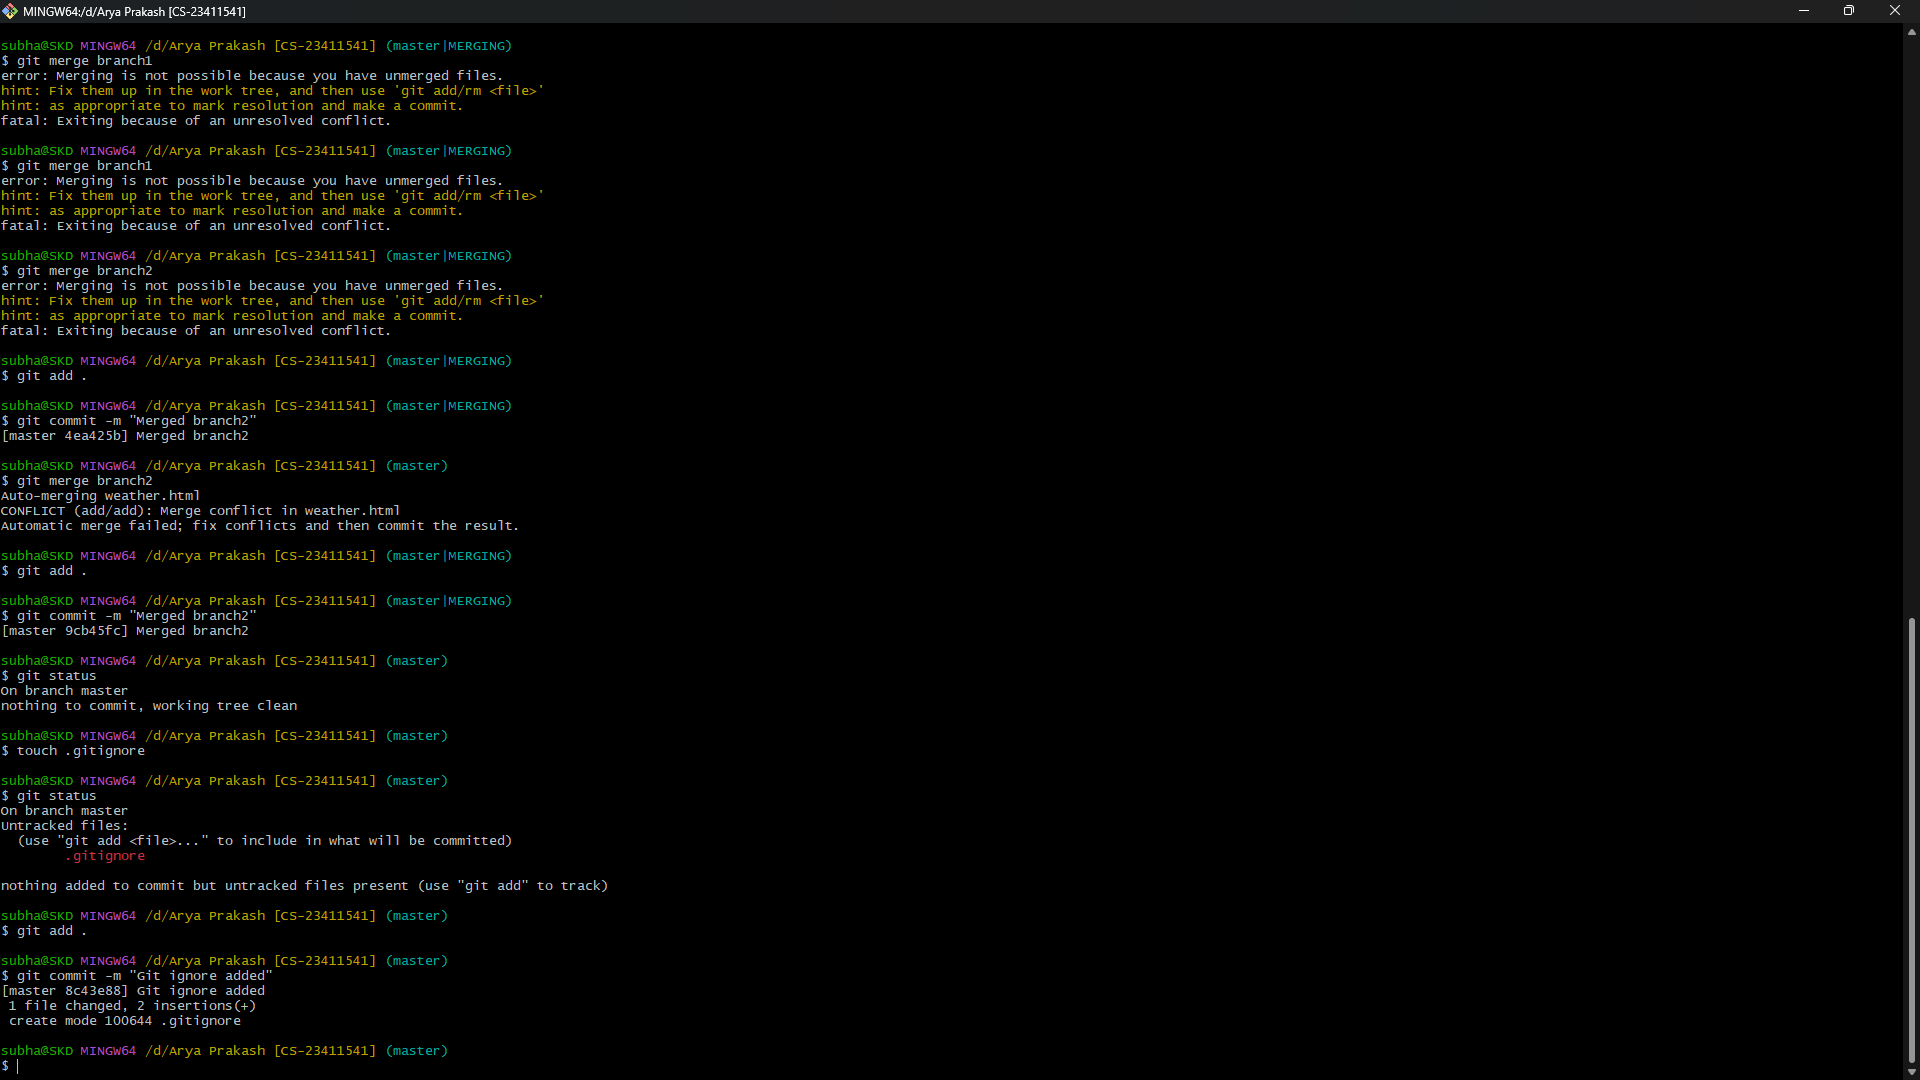 MINGW64:/d/Arya Prakash [CS-23411541]
subha@SKD MINGW64 /d/Arya Prakash [CS-23411541] (master|MERGING)
$ git merge branch1
error: Merging is not possible because you have unmerged files.
hint: Fix them up in the work tree, and then use 'git add/rm <file>'
hint: as appropriate to mark resolution and make a commit.
fatal: Exiting because of an unresolved conflict.
subha@SKD MINGW64 /d/Arya Prakash [CS-23411541] (master|MERGING)
$ git merge branch1
error: Merging is not possible because you have unmerged files.
hint: Fix them up in the work tree, and then use 'git add/rm <file>'
hint: as appropriate to mark resolution and make a commit.
fatal: Exiting because of an unresolved conflict.
subha@SKD MINGW64 /d/Arya Prakash [CS-23411541] (master|MERGING)
$ git merge branch2
error: Merging is not possible because you have unmerged files.
hint: Fix them up in the work tree, and then use 'git add/rm <file>'
hint: as appropriate to mark resolution and make a commit.
fatal: Exiting because of an unresolved conflict.
subha@SKD MINGW64 /d/Arya Prakash [CS-23411541] (master|MERGING)
$ git add .
subha@SKD MINGW64 /d/Arya Prakash [CS-23411541] (master|MERGING)
$ git commit -m "Merged branch2"
[master 4ea425b] Merged branch2
subha@SKD MINGW64 /d/Arya Prakash [CS-23411541] (master)
$ git merge branch2
Auto-merging weather.html
CONFLICT (add/add): Merge conflict in weather.html
Automatic merge failed; fix conflicts and then commit the result.
subha@SKD MINGW64 /d/Arya Prakash [CS-23411541] (master|MERGING)
$ git add .
subha@SKD MINGW64 /d/Arya Prakash [CS-23411541] (master|MERGING)
$ git commit -m "Merged branch2"
[master 9cb45fc] Merged branch2
subha@SKD MINGW64 /d/Arya Prakash [CS-23411541] (master)
$ git status
On branch master
nothing to commit, working tree clean
subha@SKD MINGW64 /d/Arya Prakash [CS-23411541] (master)
$ touch .gitignore
subha@SKD MINGW64 /d/Arya Prakash [CS-23411541] (master)
$ git status
On branch master
Untracked files:
(use "git add <file>..." to include in what will be committed)
.gitignore
nothing added to commit but untracked files present (use "git add" to track)
subha@SKD MINGW64 /d/Arya Prakash [CS-23411541] (master)
$ git add .
subha@SKD MINGW64 /d/Arya Prakash [CS-23411541] (master)
$ git commit -m "Git ignore added"
[master 8c43e88] Git ignore added
1 file changed, 2 insertions(+)
create mode 100644 .gitignore
subha@SKD MINGW64 /d/Arya Prakash [CS-23411541] (master)
$